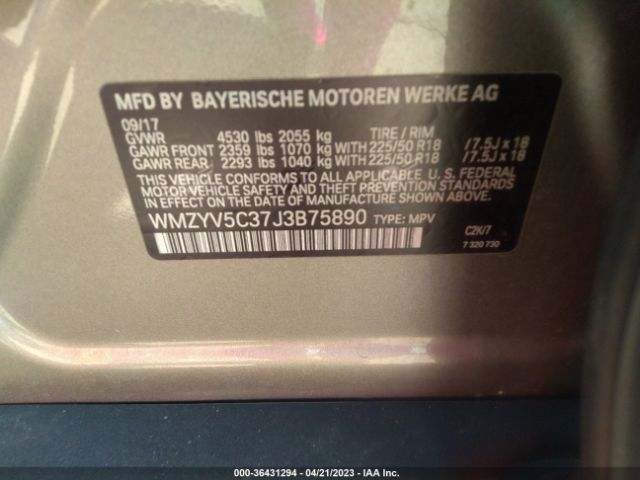 MFD BY BAYERISCHE MOTOREN WERKE AG
09/17
GVWR 4530 lbs 2055 kg TIRE / RIM
GAWR FRONT 2359 lbs 1070 kg WITH 225/50 R18 /7.5J x 18
GAWR REAR 2293 lbs 1040 kg WITH 225/50 R18 /7.5J x 18
THIS VEHICLE CONFORMS TO ALL APPLICABLE U. S. FEDERAL
MOTOR VEHICLE SAFETY, BUMPER, AND THEFT PREVENTION STANDARDS
IN EFFECT ON THE DATE OF MANUFACTURE SHOWN ABOVE.
WMZYV5C37J3B75890 TYPE: MPV
C2K/7
7 320 730
000-36431294 - 04/21/2023 - IAA Inc.